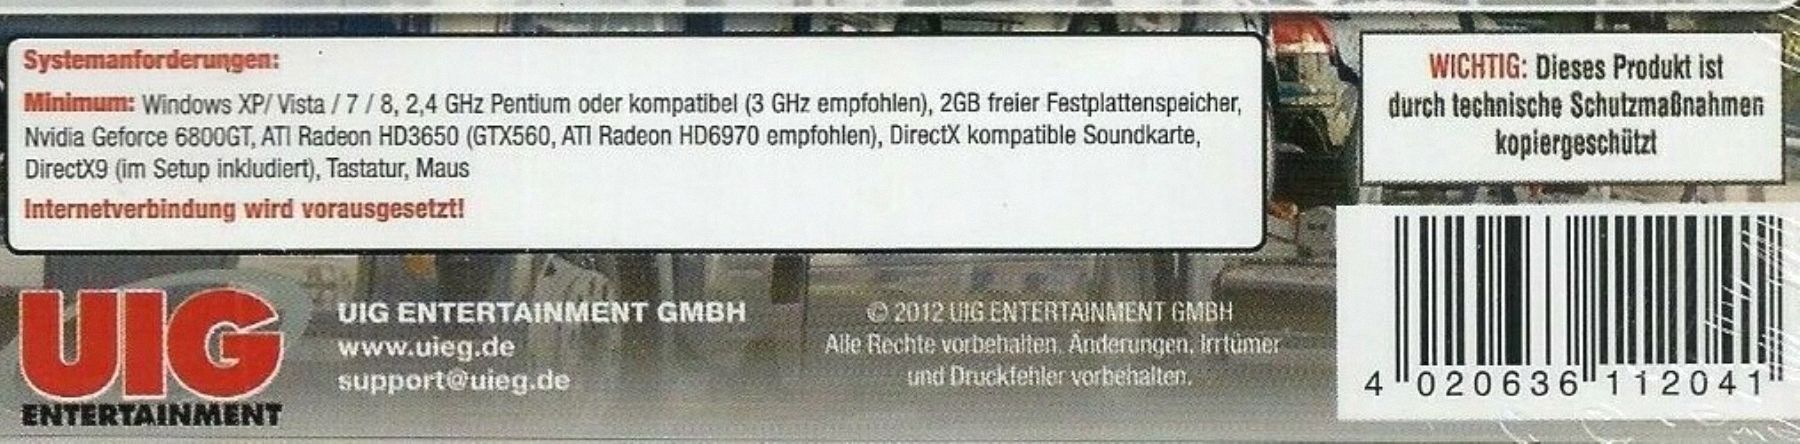 Systemanforderungen:
Minimum: Windows XP/ Vista / 7 / 8, 2,4 GHz Pentium oder kompatibel (3 GHz empfohlen), 2GB freier Festplattenspeicher,
Nvidia Geforce 6800GT, ATI Radeon HD3650 (GTX560, ATI Radeon HD6970 empfohlen), DirectX kompatible Soundkarte,
DirectX9 (im Setup inkludiert), Tastatur, Maus
Internetverbindung wird vorausgesetzt!
WICHTIG: Dieses Produkt ist
durch technische Schutzmaßnahmen
kopiergeschützt
UIG
ENTERTAINMENT
UIG ENTERTAINMENT GMBH
www.uieg.de
support@uieg.de
© 2012 UIG ENTERTAINMENT GMBH
Alle Rechte vorbehalten. Änderungen, Irrtümer
und Druckfehler vorbehalten.
4 020636 112041